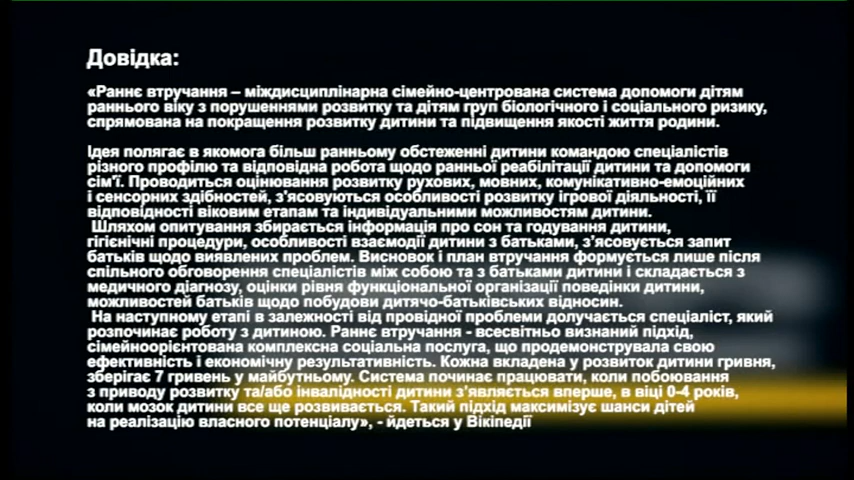 Довідка:
«Раннє втручання – міждисциплінарна сімейно-центрована система допомоги дітям
раннього віку з порушеннями розвитку та дітям груп біологічного і соціального ризику,
спрямована на покращення розвитку дитини та підвищення якості життя родини.
Ідея полягає в якомога більш ранньому обстеженні дитини командою спеціалістів
різного профілю та відповідна робота щодо ранньої реабілітації дитини та допомоги
сім'ї. Проводиться оцінювання розвитку рухових, мовних, комунікативно-емоційних
і сенсорних здібностей, з'ясовуються особливості розвитку ігрової діяльності, її
відповідності віковим етапам та індивідуальними можливостям дитини.
Шляхом опитування збирається інформація про сон та годування дитини,
гігієнічні процедури, особливості взаємодії дитини з батьками, з’ясовується запит
батьків щодо виявлених проблем. Висновок і план втручання формується лише після
спільного обговорення спеціалістів між собою та з батьками дитини і складається з
медичного діагнозу, оцінки рівня функціональної організації поведінки дитини,
можливостей батьків щодо побудови дитячо-батьківських відносин.
На наступному етапі в залежності від провідної проблеми долучається спеціаліст, який
розпочинає роботу з дитиною. Раннє втручання - всесвітньо визнаний підхід,
сімейноорієнтована комплексна соціальна послуга, що продемонструвала свою
ефективність і економічну результативність. Кожна вкладена у розвиток дитини гривня,
зберігає 7 гривень у майбутньому. Система починає працювати, коли побоювання
з приводу розвитку та/або інвалідності дитини з’являється вперше, в віці 0-4 років,
коли мозок дитини все ще розвивається. Такий підхід максимізує шанси дітей
на реалізацію власного потенціалу», - йдеться у Вікіпедії